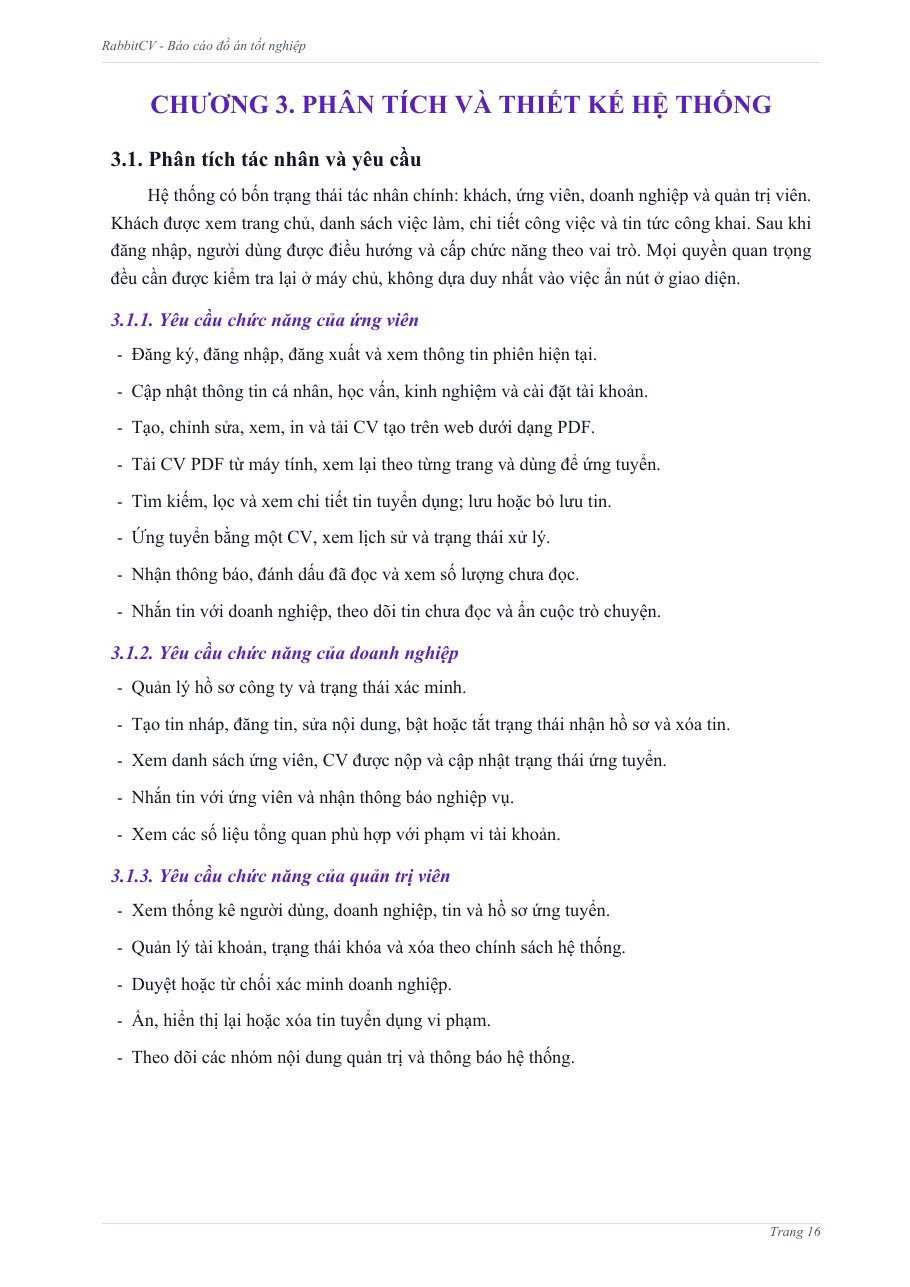 RabbitCV - Báo cáo đồ án tốt nghiệp
CHƯƠNG 3. PHÂN TÍCH VÀ THIẾT KẾ HỆ THỐNG
3.1. Phân tích tác nhân và yêu cầu
Hệ thống có bốn trạng thái tác nhân chính: khách, ứng viên, doanh nghiệp và quản trị viên.
Khách được xem trang chủ, danh sách việc làm, chi tiết công việc và tin tức công khai. Sau khi
đăng nhập, người dùng được điều hướng và cấp chức năng theo vai trò. Mọi quyền quan trọng
đều cần được kiểm tra lại ở máy chủ, không dựa duy nhất vào việc ẩn nút ở giao diện.
3.1.1. Yêu cầu chức năng của ứng viên
- Đăng ký, đăng nhập, đăng xuất và xem thông tin phiên hiện tại.
- Cập nhật thông tin cá nhân, học vấn, kinh nghiệm và cài đặt tài khoản.
- Tạo, chỉnh sửa, xem, in và tải CV tạo trên web dưới dạng PDF.
- Tải CV PDF từ máy tính, xem lại theo từng trang và dùng để ứng tuyển.
- Tìm kiếm, lọc và xem chi tiết tin tuyển dụng; lưu hoặc bỏ lưu tin.
- Ứng tuyển bằng một CV, xem lịch sử và trạng thái xử lý.
- Nhận thông báo, đánh dấu đã đọc và xem số lượng chưa đọc.
- Nhắn tin với doanh nghiệp, theo dõi tin chưa đọc và ẩn cuộc trò chuyện.
3.1.2. Yêu cầu chức năng của doanh nghiệp
- Quản lý hồ sơ công ty và trạng thái xác minh.
- Tạo tin nháp, đăng tin, sửa nội dung, bật hoặc tắt trạng thái nhận hồ sơ và xóa tin.
- Xem danh sách ứng viên, CV được nộp và cập nhật trạng thái ứng tuyển.
- Nhắn tin với ứng viên và nhận thông báo nghiệp vụ.
- Xem các số liệu tổng quan phù hợp với phạm vi tài khoản.
3.1.3. Yêu cầu chức năng của quản trị viên
- Xem thống kê người dùng, doanh nghiệp, tin và hồ sơ ứng tuyển.
- Quản lý tài khoản, trạng thái khóa và xóa theo chính sách hệ thống.
- Duyệt hoặc từ chối xác minh doanh nghiệp.
- Ẩn, hiển thị lại hoặc xóa tin tuyển dụng vi phạm.
- Theo dõi các nhóm nội dung quản trị và thông báo hệ thống.
Trang 16